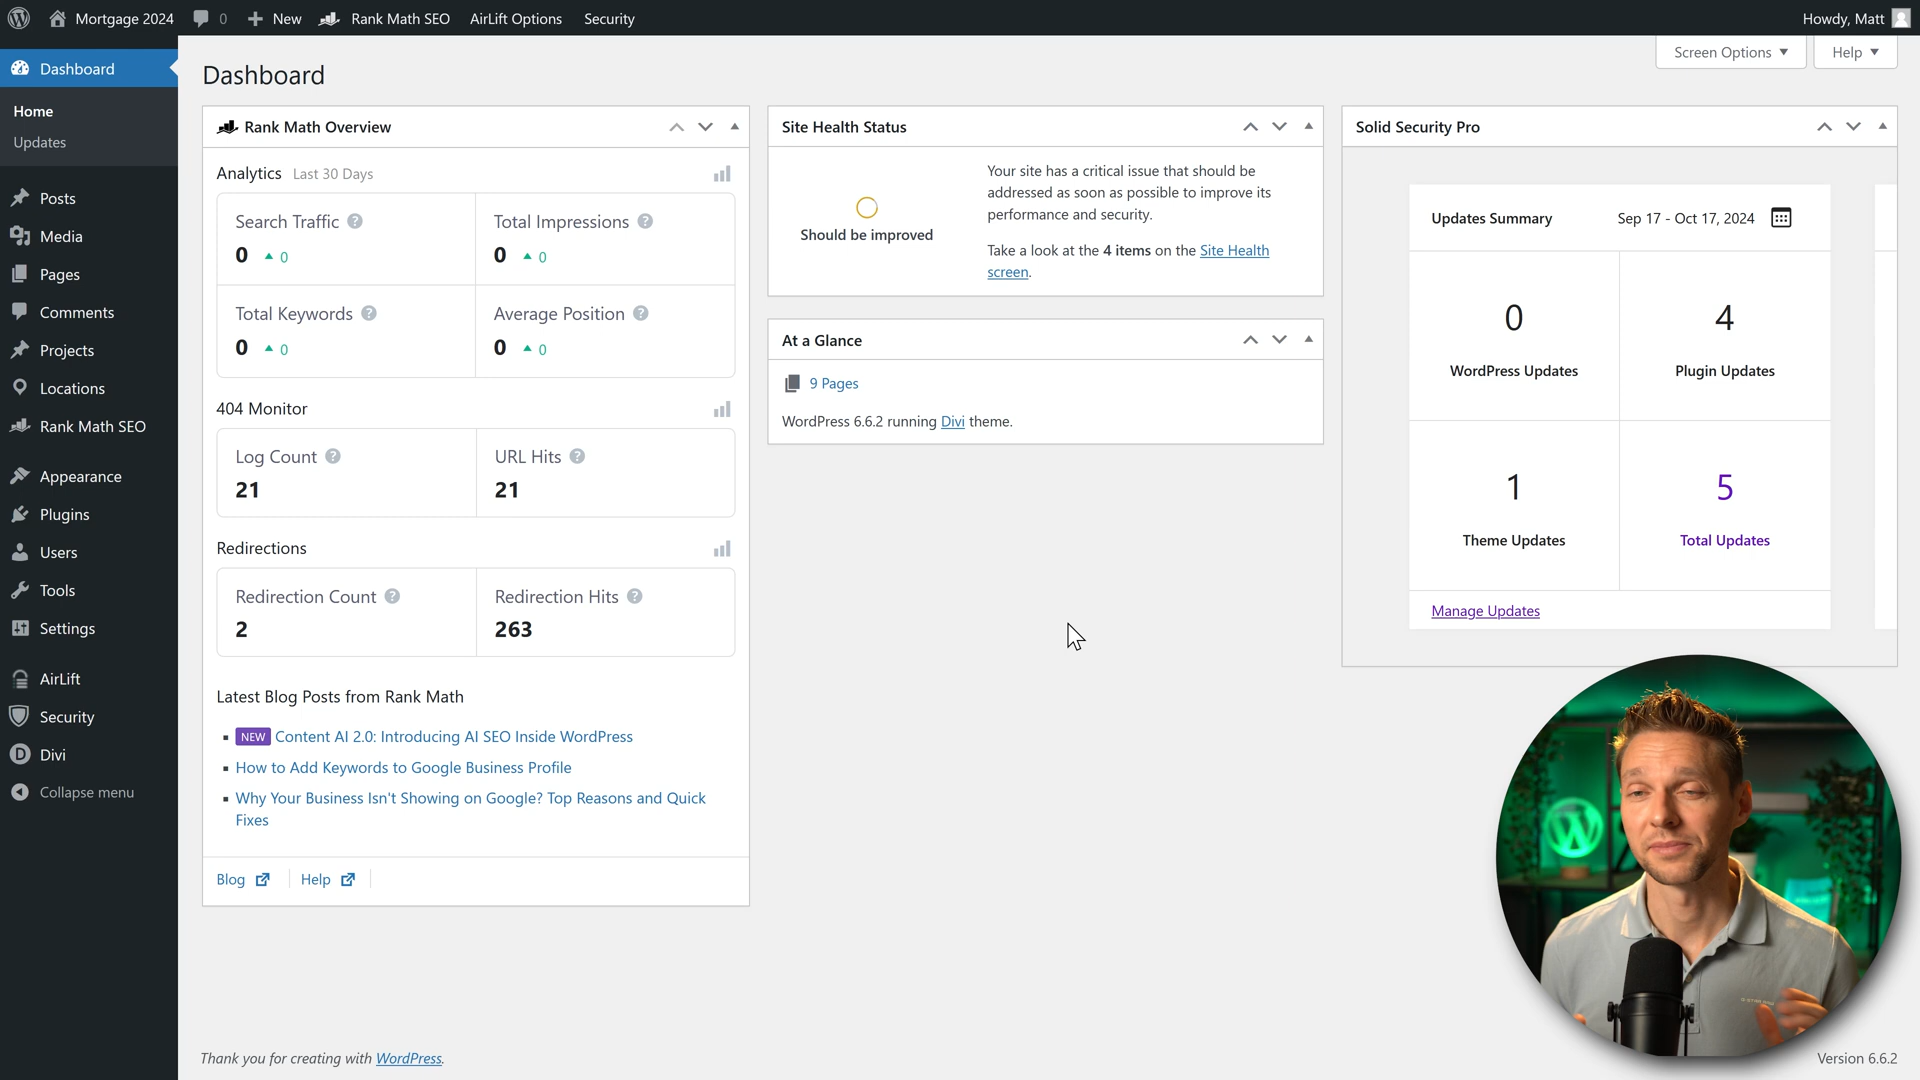 Mortgage 2024
0
New
Rank Math SEO
AirLift Options
Security
Howdy, Matt
Screen Options
Help
Dashboard
Home
Updates
Posts
Media
Pages
Comments
Projects
Locations
Rank Math SEO
Appearance
Plugins
Users
Tools
Settings
AirLift
Security
Divi
Collapse menu
Dashboard
Rank Math Overview
Analytics Last 30 Days
Search Traffic
0 0
Total Impressions
0 0
Total Keywords
0 0
Average Position
0 0
404 Monitor
Log Count
21
URL Hits
21
Redirections
Redirection Count
2
Redirection Hits
263
Latest Blog Posts from Rank Math
NEW Content AI 2.0: Introducing AI SEO Inside WordPress
How to Add Keywords to Google Business Profile
Why Your Business Isn't Showing on Google? Top Reasons and Quick
Fixes
Blog
Help
Site Health Status
Should be improved
Your site has a critical issue that should be
addressed as soon as possible to improve its
performance and security.
Take a look at the 4 items on the Site Health
screen.
At a Glance
9 Pages
WordPress 6.6.2 running Divi theme.
Solid Security Pro
Updates Summary
Sep 17 - Oct 17, 2024
0
WordPress Updates
4
Plugin Updates
1
Theme Updates
5
Total Updates
Manage Updates
Thank you for creating with WordPress.
Version 6.6.2